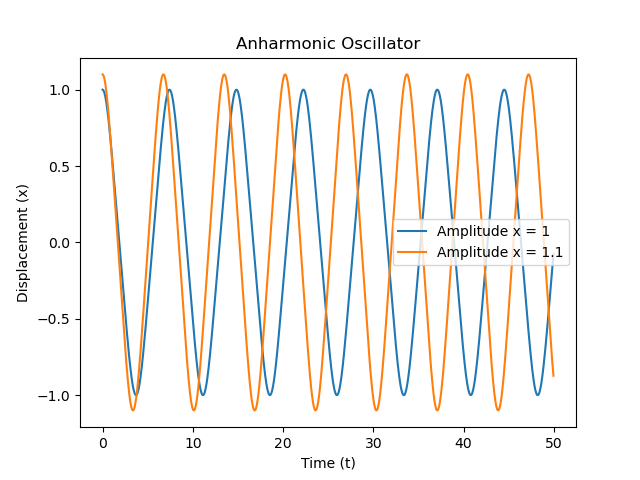 Anharmonic Oscillator
1.0
0.5
0.0
−0.5
−1.0
Displacement (x)
Amplitude x = 1
Amplitude x = 1.1
0 10 20 30 40 50
Time (t)